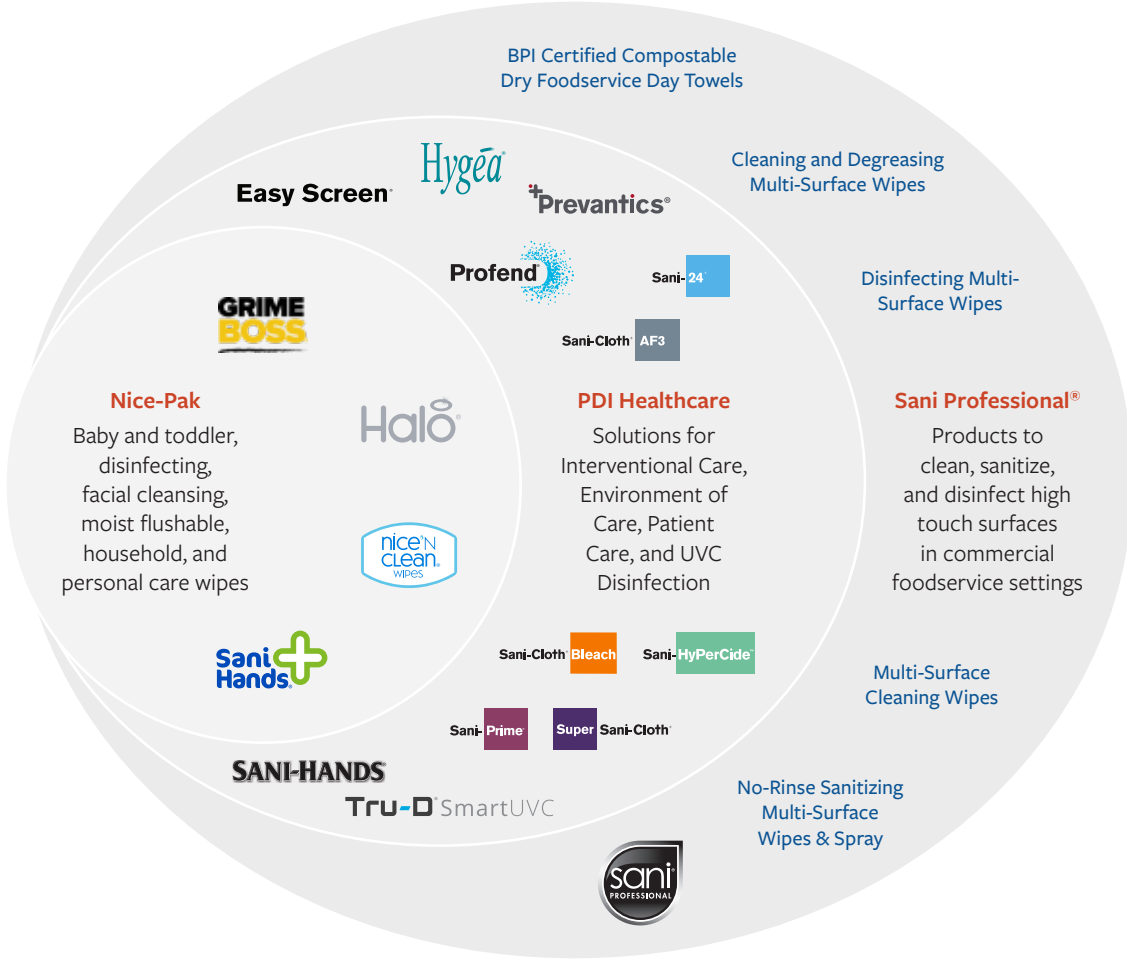 BPI Certified Compostable
Dry Foodservice Day Towels
Hygēa®
Cleaning and Degreasing
Multi-Surface Wipes
Easy Screen®
Prevantics®
Profend®
Sani-24®
Disinfecting Multi-
Surface Wipes
GRIME
BOSS
Sani-Cloth® AF3
Nice-Pak
Baby and toddler,
disinfecting,
facial cleansing,
moist flushable,
household, and
personal care wipes
Halo®
nice'N
CLEAN®
WIPES
PDI Healthcare
Solutions for
Interventional Care,
Environment of
Care, Patient
Care, and UVC
Disinfection
Sani Professional®
Products to
clean, sanitize,
and disinfect high
touch surfaces
in commercial
foodservice settings
Sani
Hands®
Sani-Cloth® Bleach
Sani-HyPerCide™
Multi-Surface
Cleaning Wipes
Sani-Prime®
Super Sani-Cloth®
SANI-HANDS®
Tru-D® SmartUVC
No-Rinse Sanitizing
Multi-Surface
Wipes & Spray
sani®
PROFESSIONAL